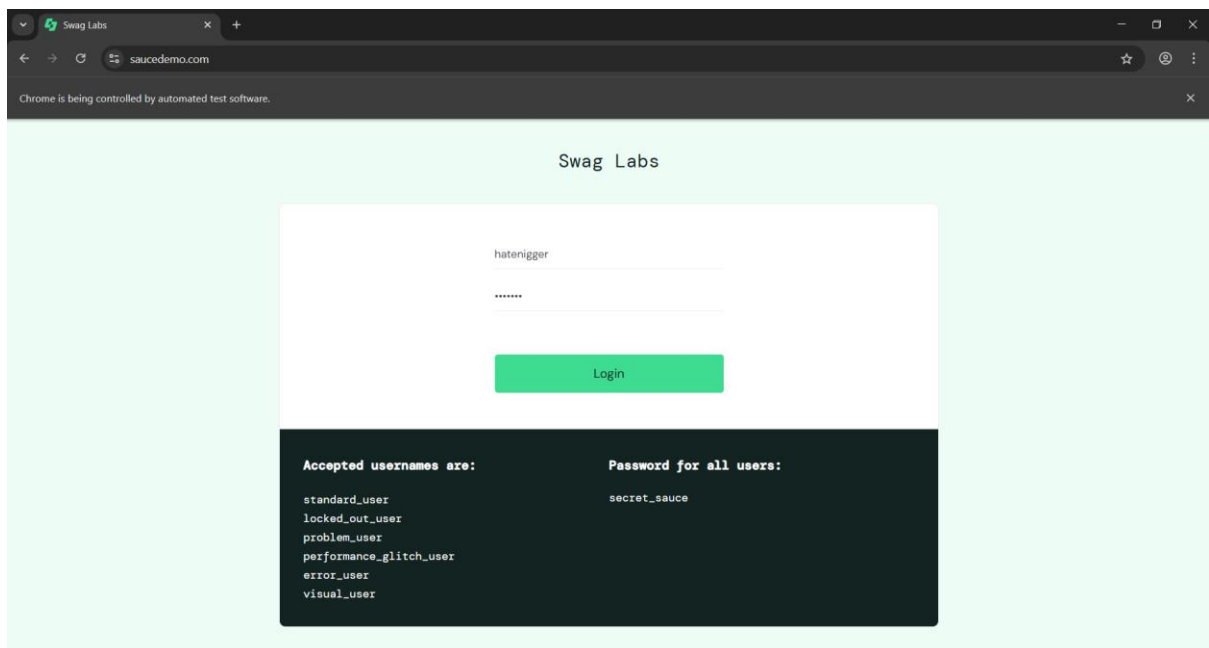 Swag Labs
saucedemo.com
Chrome is being controlled by automated test software.
Swag Labs
hatenigger
•••••••
Login
Accepted usernames are:
standard_user
locked_out_user
problem_user
performance_glitch_user
error_user
visual_user
Password for all users:
secret_sauce